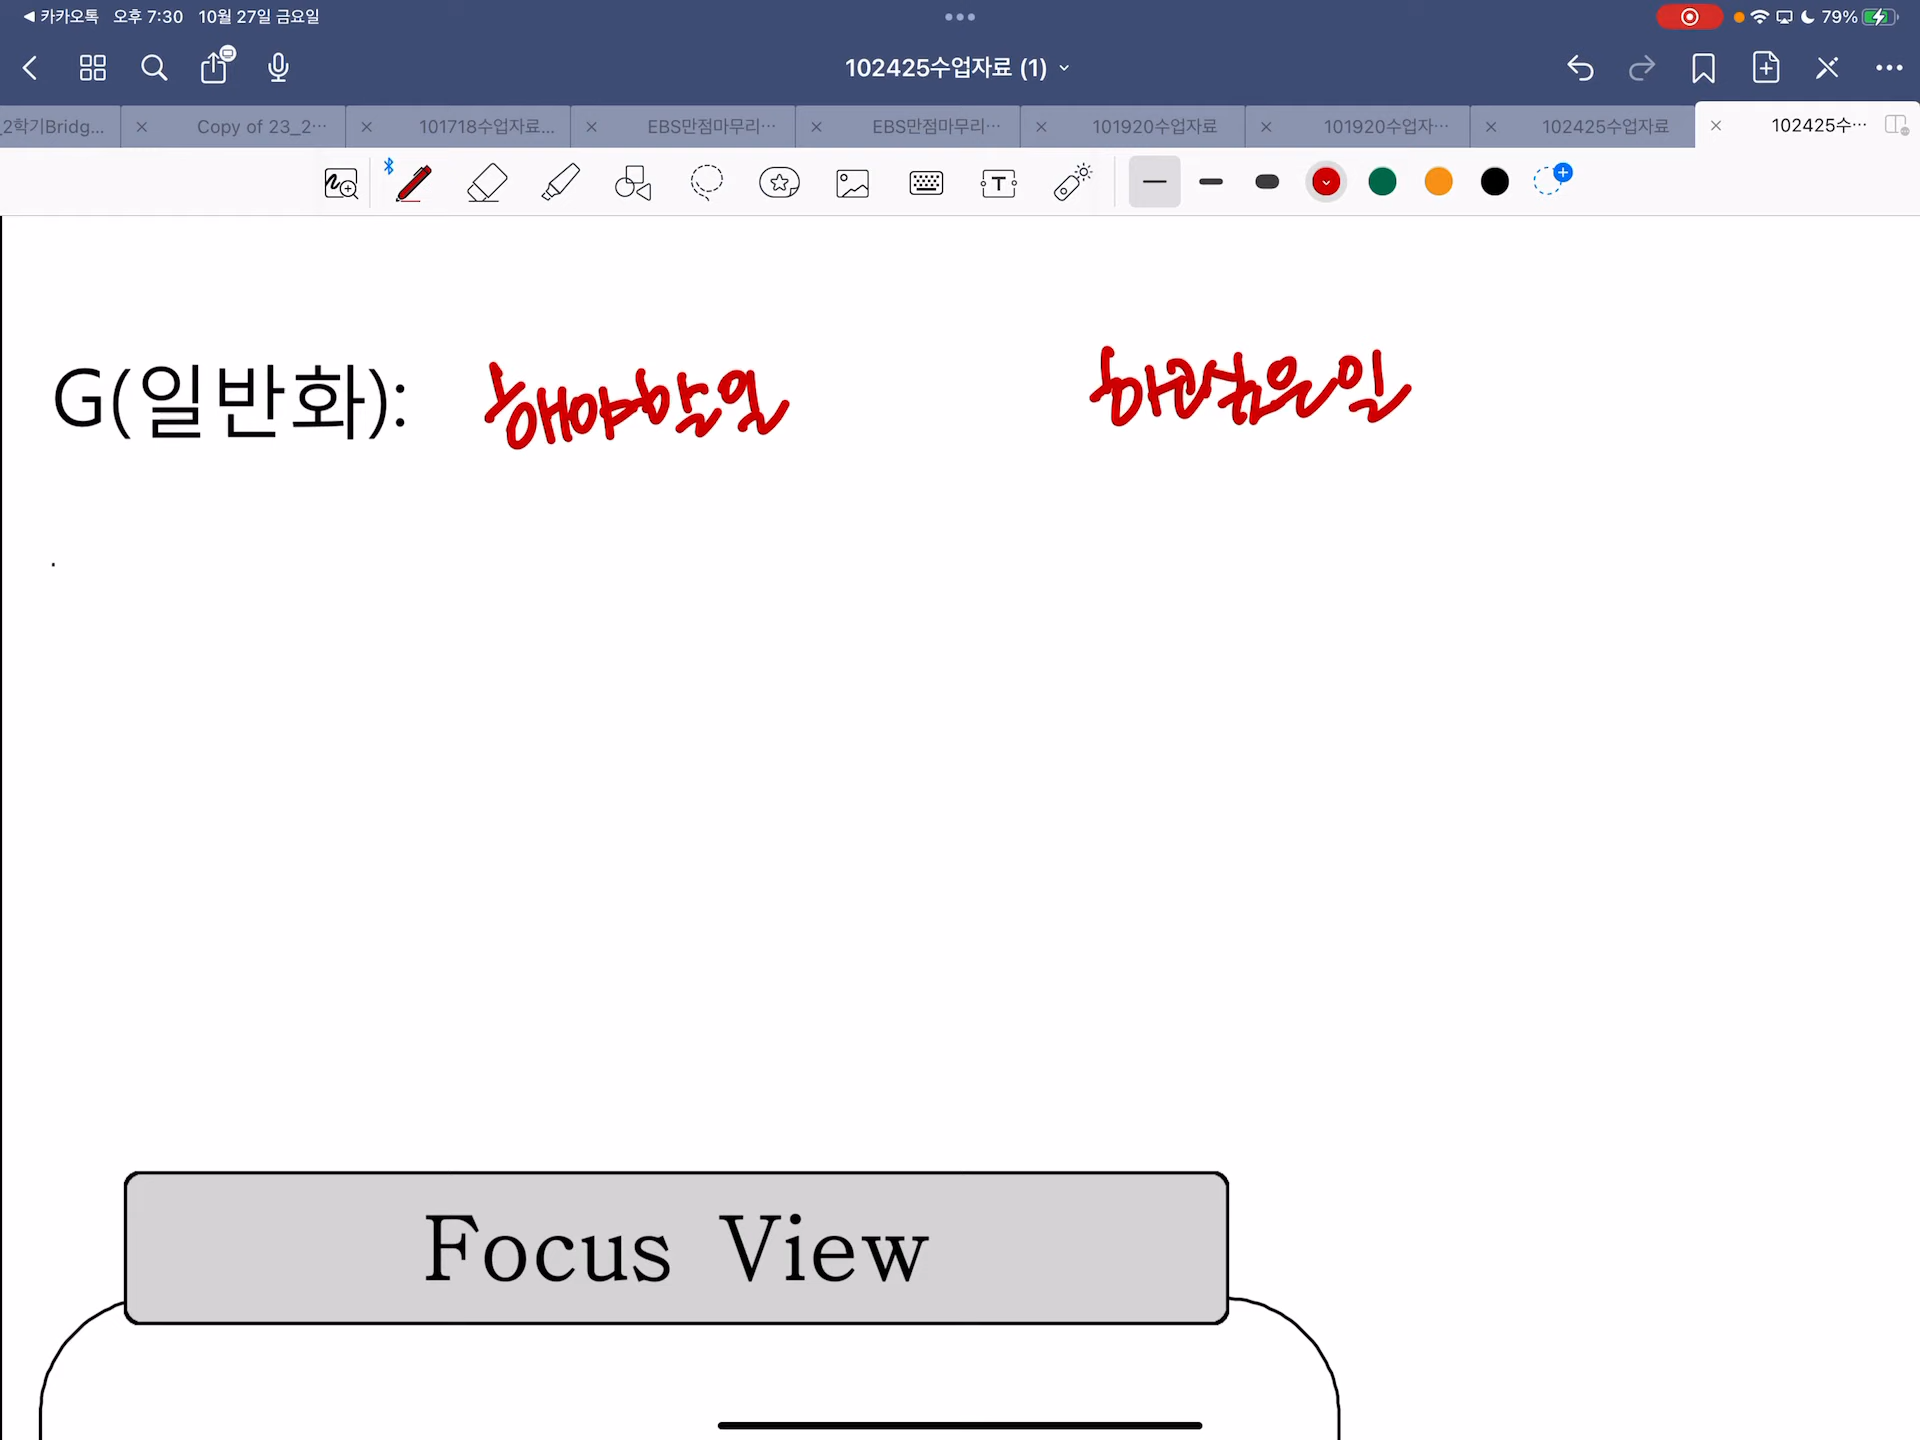 ◀ 카카오톡 오후 7:30 10월 27일 금요일 79%
102425수업자료 (1)
_2학기Bridg... Copy of 23_2... 101718수업자료... EBS만점마무리... EBS만점마무리... 101920수업자료 101920수업자... 102425수업자료 102425수...
T
G(일반화): 해야할일 하고싶은일
.
Focus View